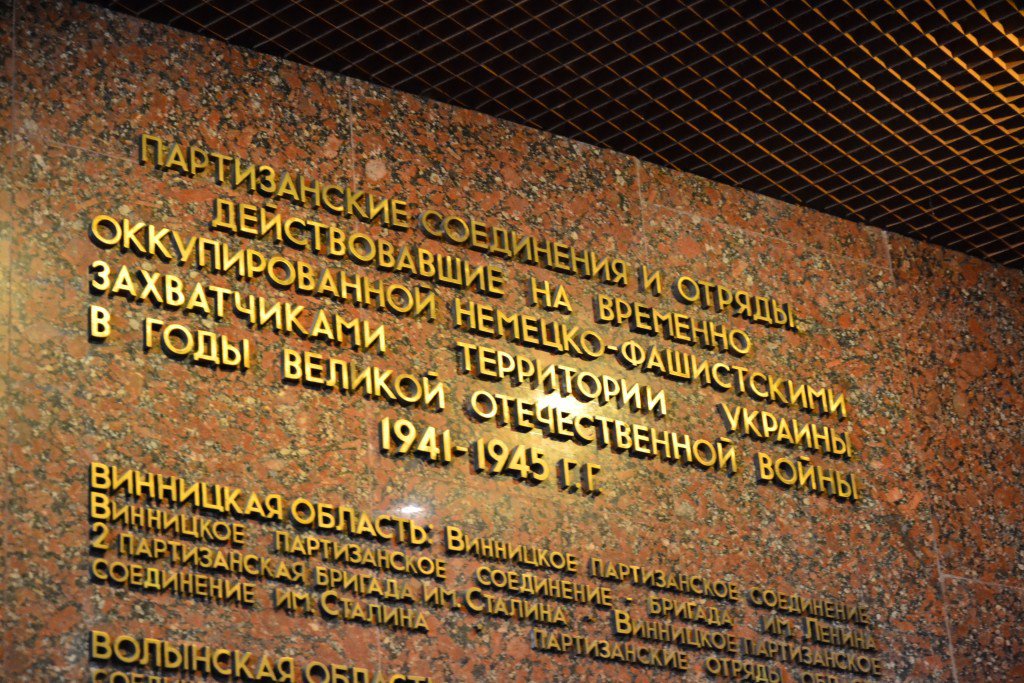 ПАРТИЗАНСКИЕ СОЕДИНЕНИЯ И ОТРЯДЫ,
ДЕЙСТВОВАВШИЕ НА ВРЕМЕННО
ОККУПИРОВАННОЙ НЕМЕЦКО-ФАШИСТСКИМИ
ЗАХВАТЧИКАМИ ТЕРРИТОРИИ УКРАИНЫ
В ГОДЫ ВЕЛИКОЙ ОТЕЧЕСТВЕННОЙ ВОЙНЫ
1941-1945 Г.Г.
ВИННИЦКАЯ ОБЛАСТЬ: ВИННИЦКОЕ ПАРТИЗАНСКОЕ СОЕДИНЕНИЕ,
ВИННИЦКОЕ ПАРТИЗАНСКОЕ СОЕДИНЕНИЕ - БРИГАДА ИМ. ЛЕНИНА
2 ПАРТИЗАНСКАЯ БРИГАДА ИМ. СТАЛИНА - ВИННИЦКОЕ ПАРТИЗАНСКОЕ
СОЕДИНЕНИЕ ИМ. СТАЛИНА ПАРТИЗАНСКИЕ ОТРЯДЫ
ВОЛЫНСКАЯ